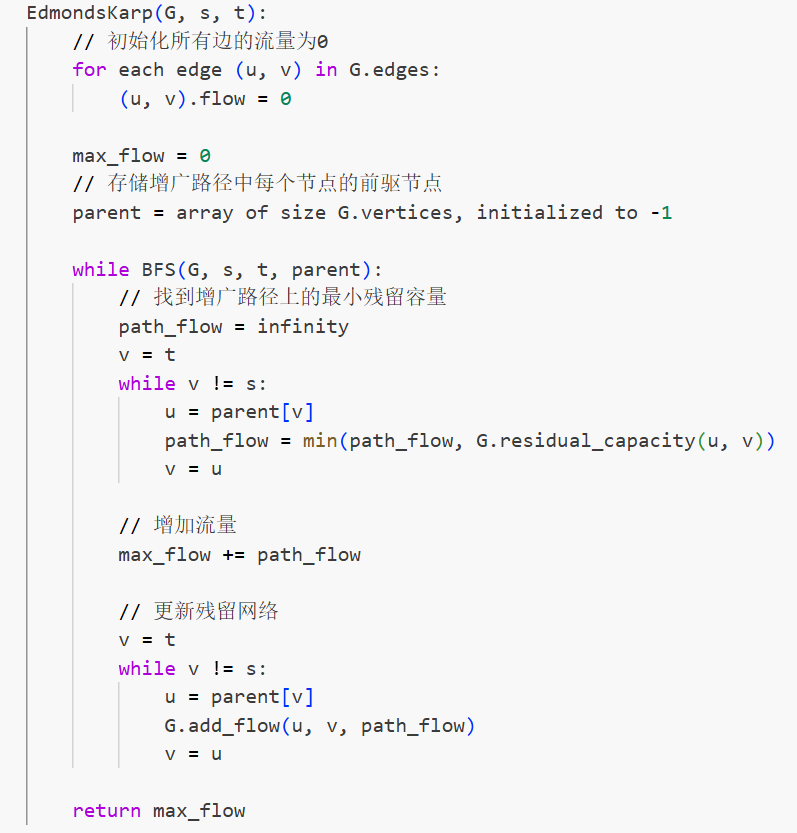 EdmondsKarp(G, s, t):
    // 初始化所有边的流量为0
    for each edge (u, v) in G.edges:
        (u, v).flow = 0

    max_flow = 0
    // 存储增广路径中每个节点的前驱节点
    parent = array of size G.vertices, initialized to -1

    while BFS(G, s, t, parent):
        // 找到增广路径上的最小残留容量
        path_flow = infinity
        v = t
        while v != s:
            u = parent[v]
            path_flow = min(path_flow, G.residual_capacity(u, v))
            v = u

        // 增加流量
        max_flow += path_flow

        // 更新残留网络
        v = t
        while v != s:
            u = parent[v]
            G.add_flow(u, v, path_flow)
            v = u

    return max_flow